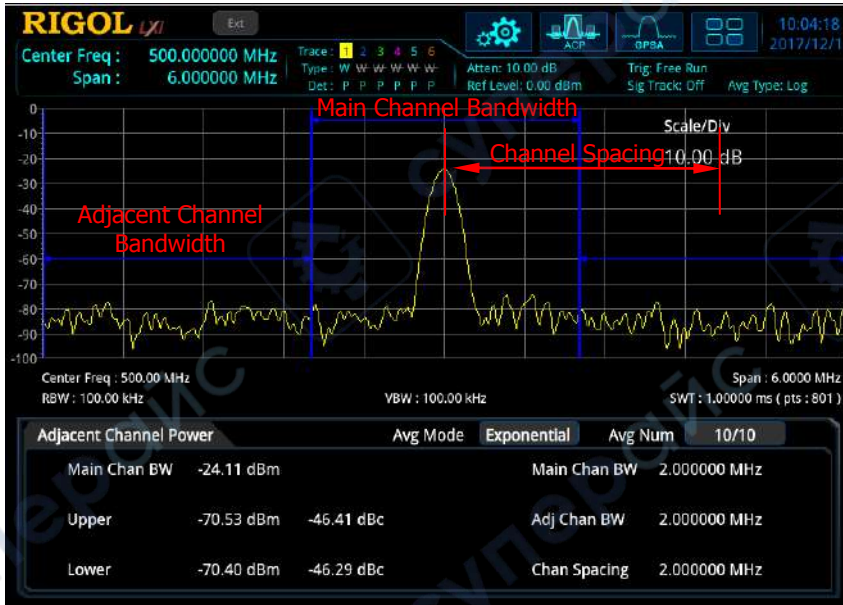 RIGOL LXI Ext 10:04:18
ACP OPBA 2017/12/1
Center Freq : 500.000000 MHz
Span : 6.000000 MHz
Trace : 1 2 3 4 5 6
Type : W W W W W W
Det : P P P P P P
Atten: 10.00 dB
Ref Level: 0.00 dBm
Trig: Free Run
Sig Track: Off Avg Type: Log
Main Channel Bandwidth
Scale/Div
10.00 dB
Channel Spacing
Adjacent Channel
Bandwidth
0
-10
-20
-30
-40
-50
-60
-70
-80
-90
-100
Center Freq : 500.00 MHz Span : 6.0000 MHz
RBW : 100.00 kHz VBW : 100.00 kHz SWT : 1.00000 ms ( pts : 801 )
Adjacent Channel Power Avg Mode Exponential Avg Num 10/10
Main Chan BW -24.11 dBm Main Chan BW 2.000000 MHz
Upper -70.53 dBm -46.41 dBc Adj Chan BW 2.000000 MHz
Lower -70.40 dBm -46.29 dBc Chan Spacing 2.000000 MHz